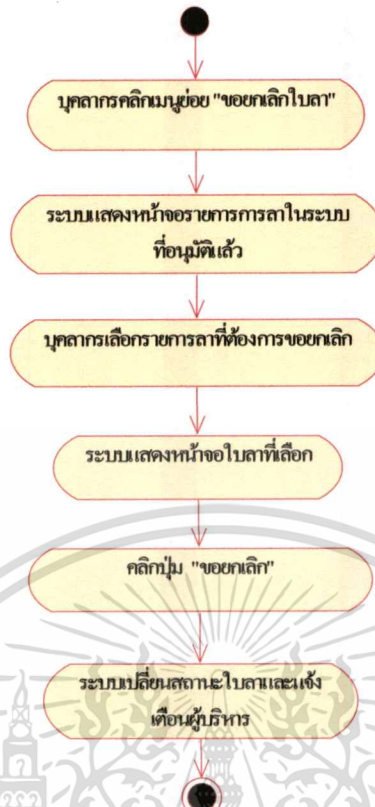 บุคลากรคลิกเมนูย่อย "ขอยกเลิกใบลา"
ระบบแสดงหน้าจอรายการการลาในระบบ
ที่อนุมัติแล้ว
บุคลากรเลือกรายการลาที่ต้องการขอยกเลิก
ระบบแสดงหน้าจอใบลาที่เลือก
คลิกปุ่ม "ขอยกเลิก"
ระบบเปลี่ยนสถานะใบลาและแจ้ง
เตือนผู้บริหาร